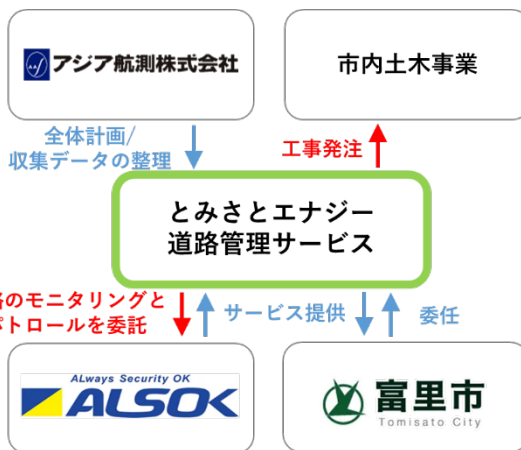 アジア航測株式会社
市内土木事業
全体計画/
収集データの整理
工事発注
とみさとエナジー
道路管理サービス
のモニタリングと
パトロールを委託
サービス提供
委任
ALways Security OK
ALSOK
富里市
Tomisato City